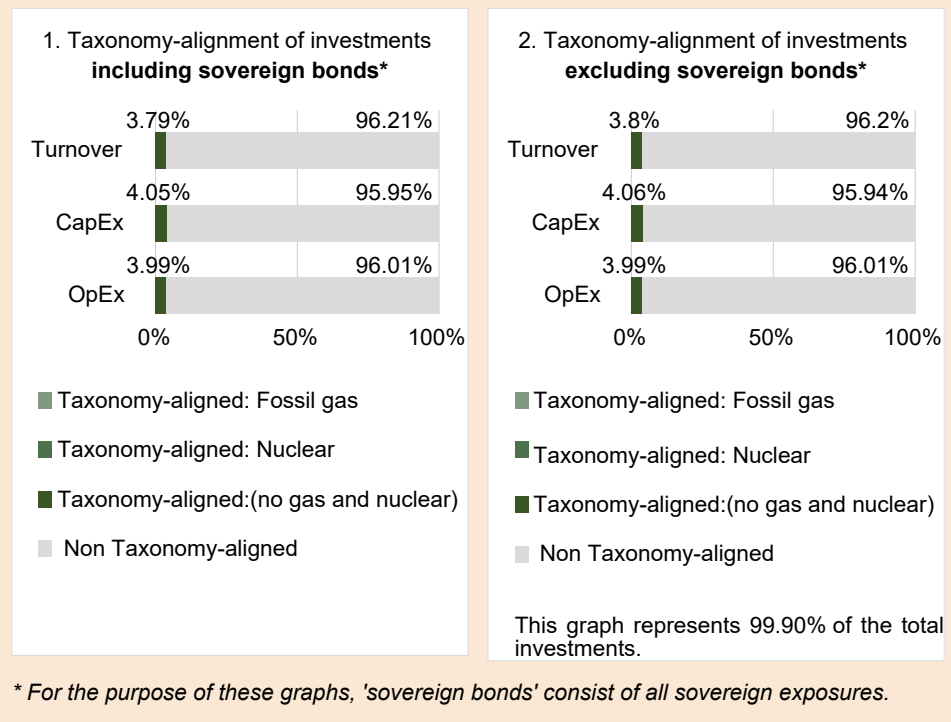 1. Taxonomy-alignment of investments
including sovereign bonds*
3.79% 96.21%
Turnover
4.05% 95.95%
CapEx
3.99% 96.01%
OpEx
0% 50% 100%
Taxonomy-aligned: Fossil gas
Taxonomy-aligned: Nuclear
Taxonomy-aligned:(no gas and nuclear)
Non Taxonomy-aligned
2. Taxonomy-alignment of investments
excluding sovereign bonds*
3.8% 96.2%
Turnover
4.06% 95.94%
CapEx
3.99% 96.01%
OpEx
0% 50% 100%
Taxonomy-aligned: Fossil gas
Taxonomy-aligned: Nuclear
Taxonomy-aligned:(no gas and nuclear)
Non Taxonomy-aligned
This graph represents 99.90% of the total
investments.
* For the purpose of these graphs, 'sovereign bonds' consist of all sovereign exposures.